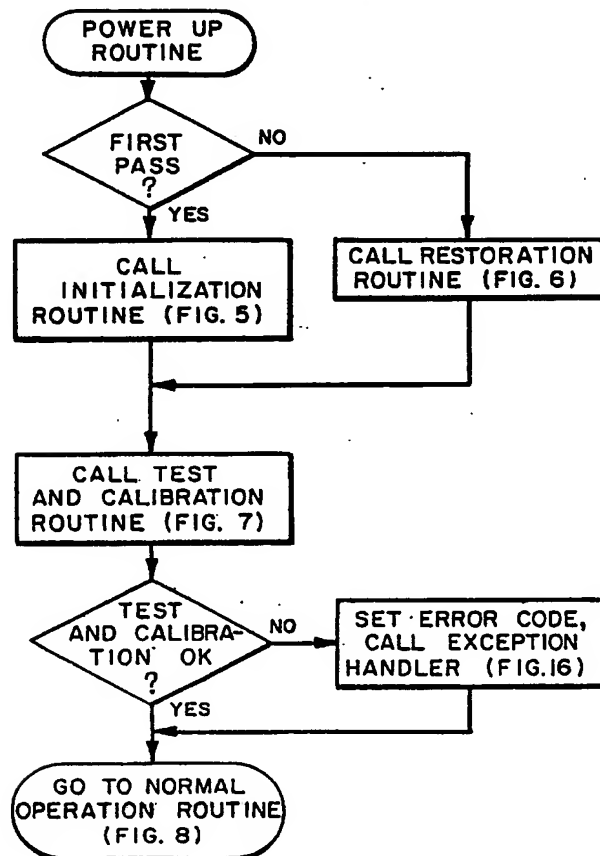 POWER UP
ROUTINE
FIRST
PASS
?
NO
YES
CALL
INITIALIZATION
ROUTINE (FIG. 5)
CALL RESTORATION
ROUTINE (FIG. 6)
CALL TEST
AND CALIBRATION
ROUTINE (FIG. 7)
TEST
AND CALIBRA-
TION OK
?
NO
YES
SET ERROR CODE,
CALL EXCEPTION
HANDLER (FIG.16)
GO TO NORMAL
OPERATION ROUTINE
(FIG. 8)